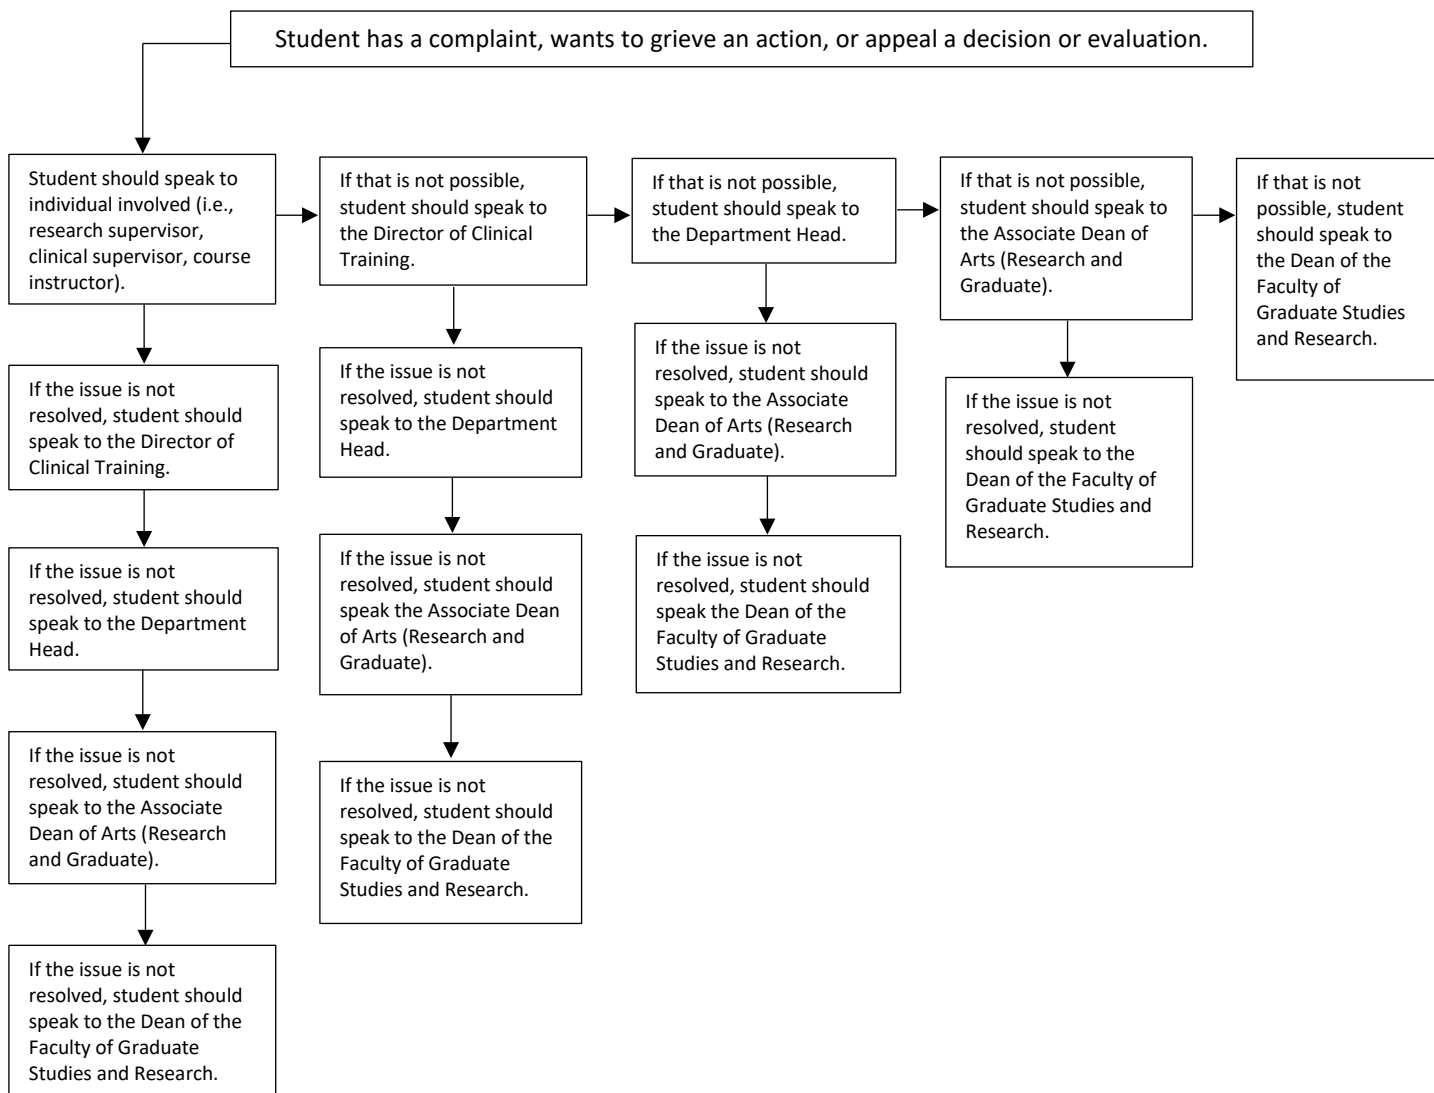 Student has a complaint, wants to grieve an action, or appeal a decision or evaluation.
Student should speak to
individual involved (i.e.,
research supervisor,
clinical supervisor, course
instructor).
If the issue is not
resolved, student should
speak to the Director of
Clinical Training.
If the issue is not
resolved, student should
speak to the Department
Head.
If the issue is not
resolved, student should
speak to the Associate
Dean of Arts (Research
and Graduate).
If the issue is not
resolved, student should
speak to the Dean of the
Faculty of Graduate
Studies and Research.
If that is not possible,
student should speak to
the Director of Clinical
Training.
If the issue is not
resolved, student should
speak to the Department
Head.
If the issue is not
resolved, student should
speak the Associate Dean
of Arts (Research and
Graduate).
If the issue is not
resolved, student should
speak to the Dean of the
Faculty of Graduate
Studies and Research.
If that is not possible,
student should speak to
the Department Head.
If the issue is not
resolved, student should
speak to the Associate
Dean of Arts (Research
and Graduate).
If the issue is not
resolved, student should
speak the Dean of the
Faculty of Graduate
Studies and Research.
If that is not possible,
student should speak to
the Associate Dean of
Arts (Research and
Graduate).
If the issue is not
resolved, student
should speak to the
Dean of the Faculty of
Graduate Studies and
Research.
If that is not
possible, student
should speak to
the Dean of the
Faculty of
Graduate Studies
and Research.